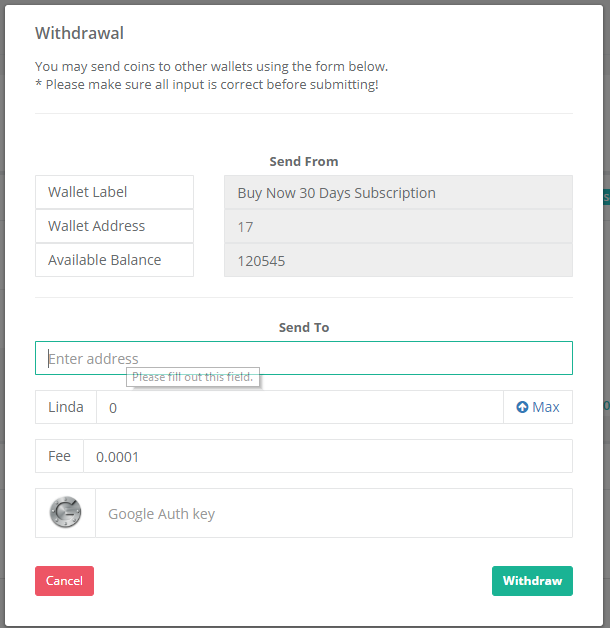 Withdrawal
You may send coins to other wallets using the form below.
* Please make sure all input is correct before submitting!
Send From
Wallet Label Buy Now 30 Days Subscription
Wallet Address 17
Available Balance 120545
Send To
Enter address
Please fill out this field.
Linda 0 Max
Fee 0.0001
Google Auth key
Cancel Withdraw